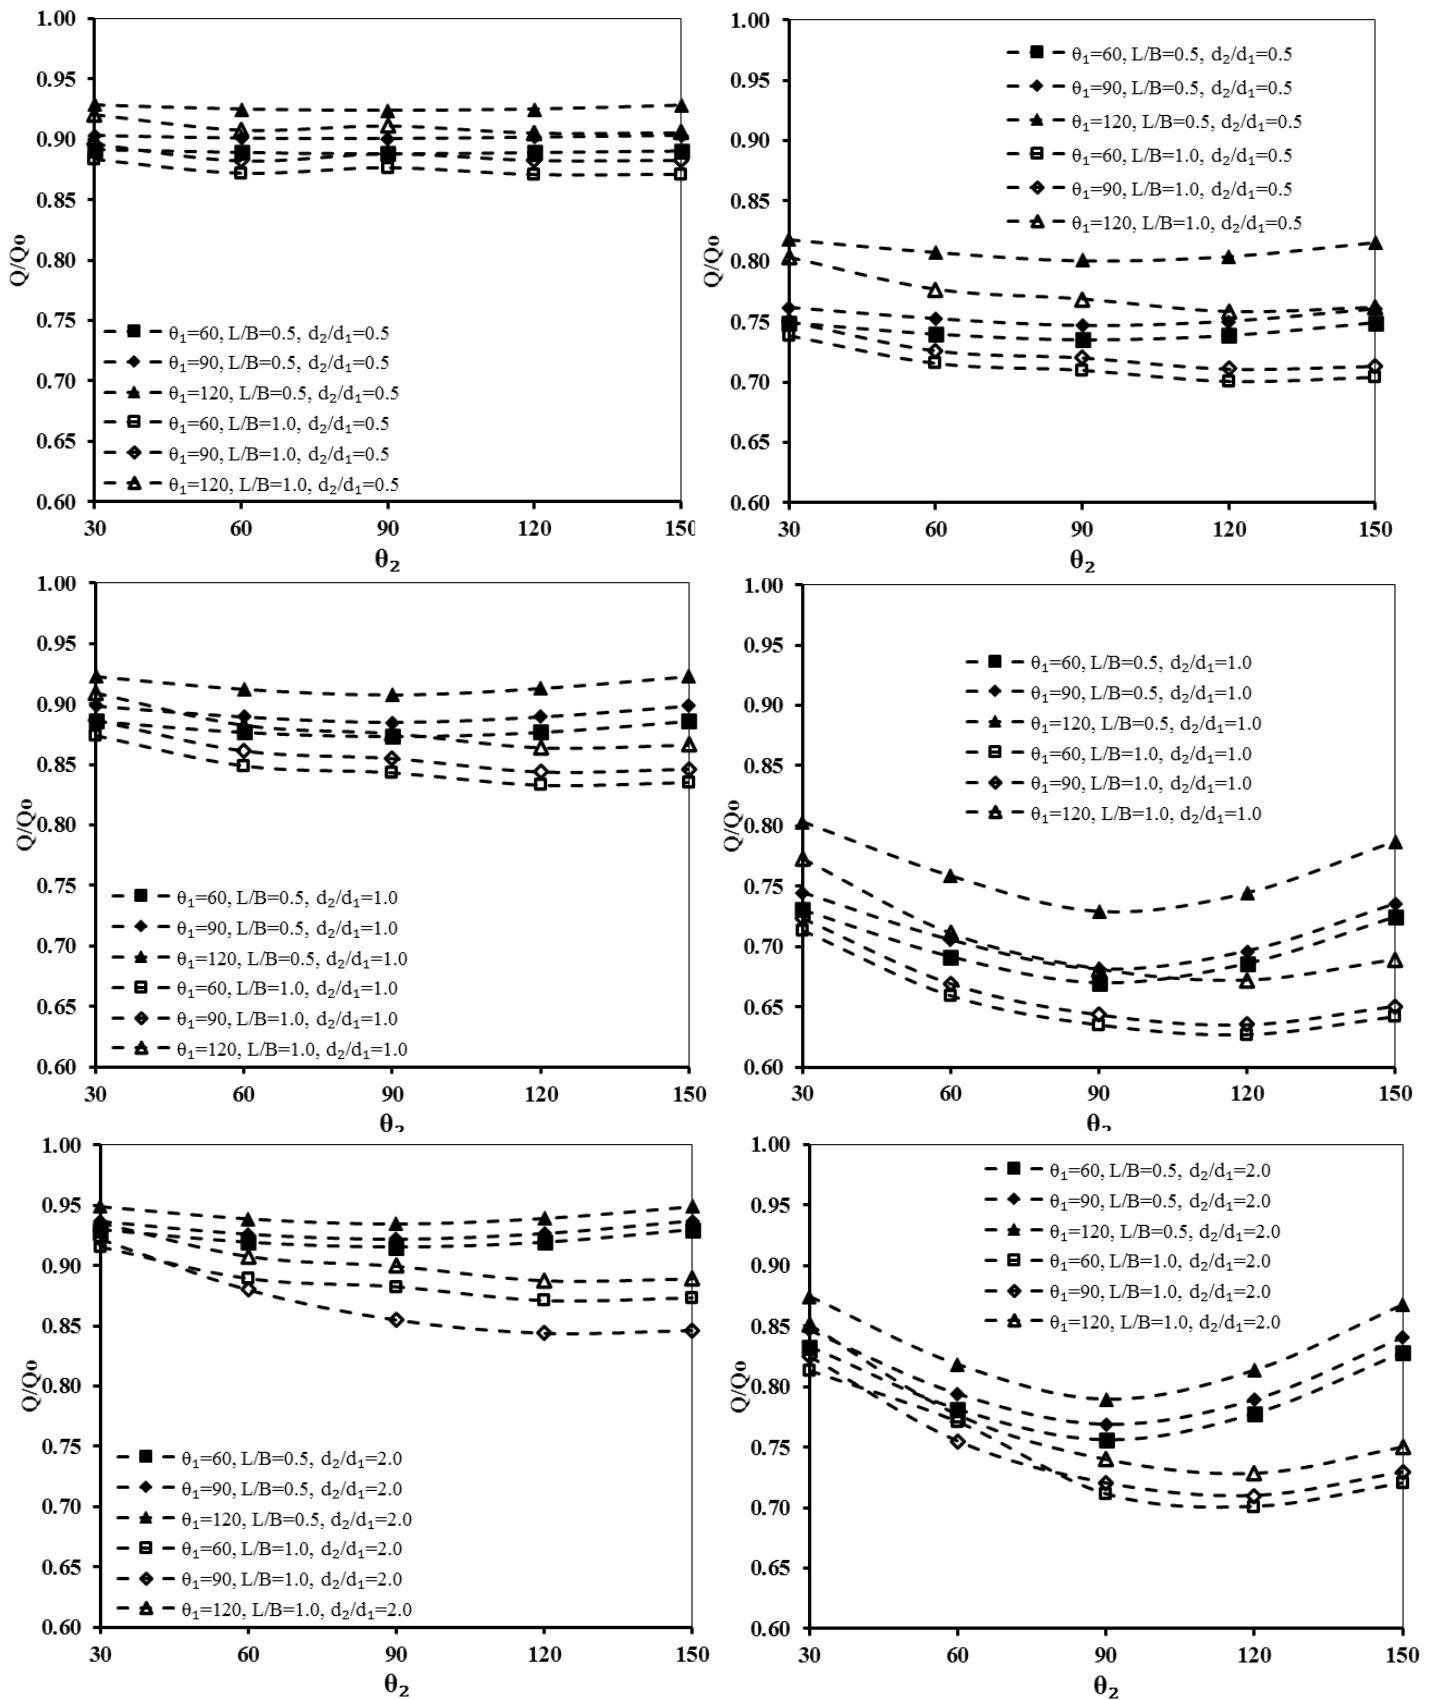 1.00
0.95
0.90
0.85
0.80
0.75
0.70
0.65
0.60
Q/Qo
θ₁=60, L/B=0.5, d₂/d₁=0.5
θ₁=90, L/B=0.5, d₂/d₁=0.5
θ₁=120, L/B=0.5, d₂/d₁=0.5
θ₁=60, L/B=1.0, d₂/d₁=0.5
θ₁=90, L/B=1.0, d₂/d₁=0.5
θ₁=120, L/B=1.0, d₂/d₁=0.5
30 60 90 120 150
θ₂
1.00
0.95
0.90
0.85
0.80
0.75
0.70
0.65
0.60
Q/Qo
θ₁=60, L/B=0.5, d₂/d₁=0.5
θ₁=90, L/B=0.5, d₂/d₁=0.5
θ₁=120, L/B=0.5, d₂/d₁=0.5
θ₁=60, L/B=1.0, d₂/d₁=0.5
θ₁=90, L/B=1.0, d₂/d₁=0.5
θ₁=120, L/B=1.0, d₂/d₁=0.5
30 60 90 120 150
θ₂
1.00
0.95
0.90
0.85
0.80
0.75
0.70
0.65
0.60
Q/Qo
θ₁=60, L/B=0.5, d₂/d₁=1.0
θ₁=90, L/B=0.5, d₂/d₁=1.0
θ₁=120, L/B=0.5, d₂/d₁=1.0
θ₁=60, L/B=1.0, d₂/d₁=1.0
θ₁=90, L/B=1.0, d₂/d₁=1.0
θ₁=120, L/B=1.0, d₂/d₁=1.0
30 60 90 120 150
θ₂
1.00
0.95
0.90
0.85
0.80
0.75
0.70
0.65
0.60
Q/Qo
θ₁=60, L/B=0.5, d₂/d₁=1.0
θ₁=90, L/B=0.5, d₂/d₁=1.0
θ₁=120, L/B=0.5, d₂/d₁=1.0
θ₁=60, L/B=1.0, d₂/d₁=1.0
θ₁=90, L/B=1.0, d₂/d₁=1.0
θ₁=120, L/B=1.0, d₂/d₁=1.0
30 60 90 120 150
θ₂
1.00
0.95
0.90
0.85
0.80
0.75
0.70
0.65
0.60
Q/Qo
θ₁=60, L/B=0.5, d₂/d₁=2.0
θ₁=90, L/B=0.5, d₂/d₁=2.0
θ₁=120, L/B=0.5, d₂/d₁=2.0
θ₁=60, L/B=1.0, d₂/d₁=2.0
θ₁=90, L/B=1.0, d₂/d₁=2.0
θ₁=120, L/B=1.0, d₂/d₁=2.0
30 60 90 120 150
θ₂
1.00
0.95
0.90
0.85
0.80
0.75
0.70
0.65
0.60
Q/Qo
θ₁=60, L/B=0.5, d₂/d₁=2.0
θ₁=90, L/B=0.5, d₂/d₁=2.0
θ₁=120, L/B=0.5, d₂/d₁=2.0
θ₁=60, L/B=1.0, d₂/d₁=2.0
θ₁=90, L/B=1.0, d₂/d₁=2.0
θ₁=120, L/B=1.0, d₂/d₁=2.0
30 60 90 120 150
θ₂